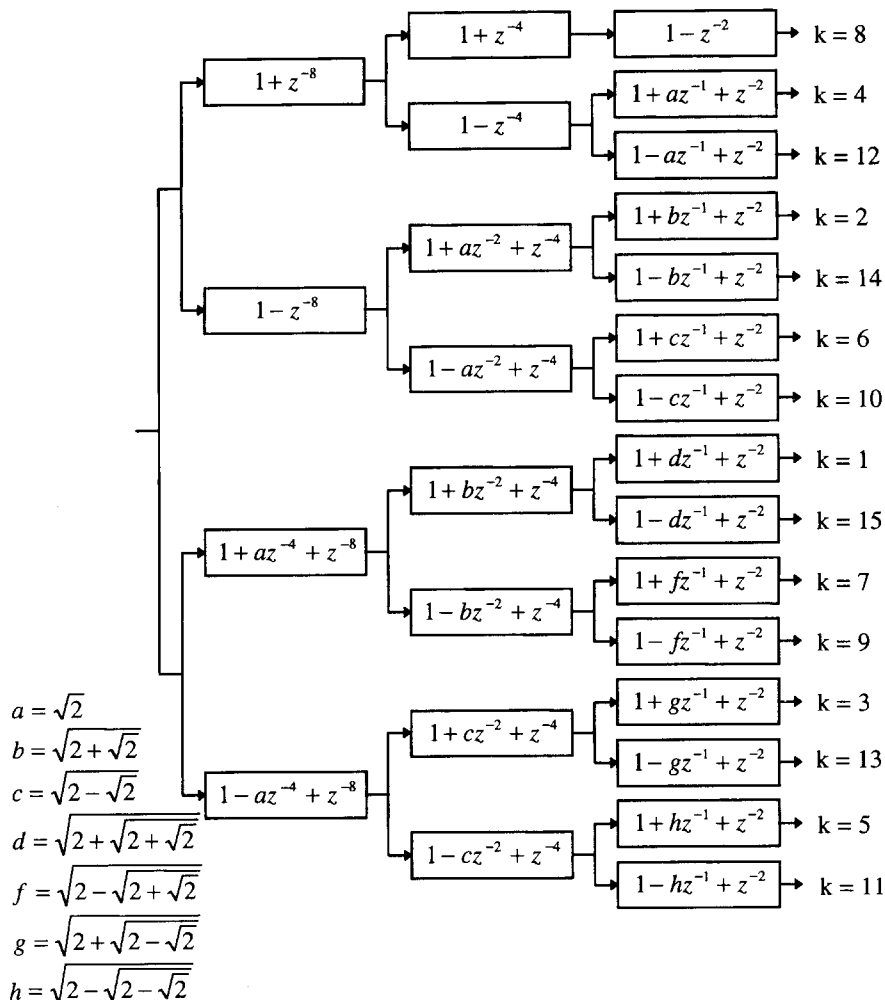 1 + z⁻⁴
1 − z⁻²
k = 8
1 + z⁻⁸
1 − z⁻⁴
1 + az⁻¹ + z⁻²
k = 4
1 − az⁻¹ + z⁻²
k = 12
1 − z⁻⁸
1 + az⁻² + z⁻⁴
1 + bz⁻¹ + z⁻²
k = 2
1 − bz⁻¹ + z⁻²
k = 14
1 − az⁻² + z⁻⁴
1 + cz⁻¹ + z⁻²
k = 6
1 − cz⁻¹ + z⁻²
k = 10
1 + az⁻⁴ + z⁻⁸
1 + bz⁻² + z⁻⁴
1 + dz⁻¹ + z⁻²
k = 1
1 − dz⁻¹ + z⁻²
k = 15
1 − bz⁻² + z⁻⁴
1 + fz⁻¹ + z⁻²
k = 7
1 − fz⁻¹ + z⁻²
k = 9
1 − az⁻⁴ + z⁻⁸
1 + cz⁻² + z⁻⁴
1 + gz⁻¹ + z⁻²
k = 3
1 − gz⁻¹ + z⁻²
k = 13
1 − cz⁻² + z⁻⁴
1 + hz⁻¹ + z⁻²
k = 5
1 − hz⁻¹ + z⁻²
k = 11
a = √2
b = √(2 + √2)
c = √(2 − √2)
d = √(2 + √(2 + √2))
f = √(2 − √(2 + √2))
g = √(2 + √(2 − √2))
h = √(2 − √(2 − √2))